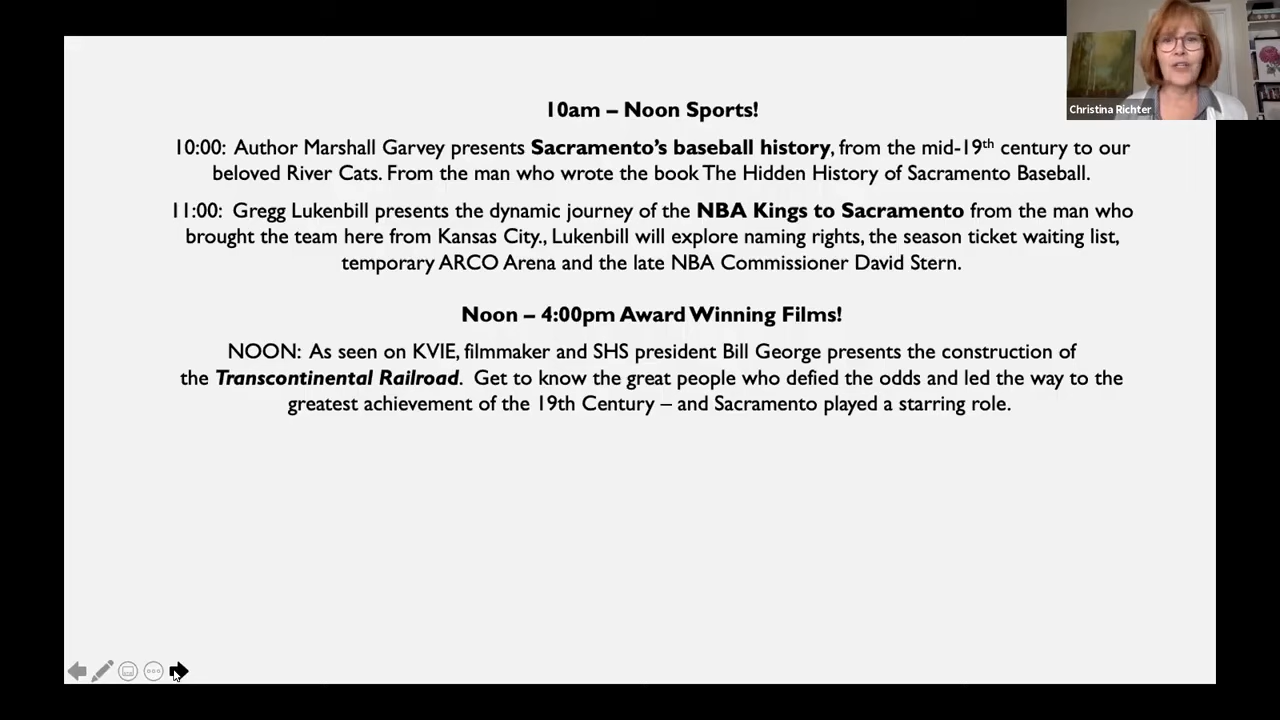 Christina Richter
10am – Noon Sports!
10:00: Author Marshall Garvey presents Sacramento’s baseball history, from the mid-19th century to our
beloved River Cats. From the man who wrote the book The Hidden History of Sacramento Baseball.
11:00: Gregg Lukenbill presents the dynamic journey of the NBA Kings to Sacramento from the man who
brought the team here from Kansas City., Lukenbill will explore naming rights, the season ticket waiting list,
temporary ARCO Arena and the late NBA Commissioner David Stern.
Noon – 4:00pm Award Winning Films!
NOON: As seen on KVIE, filmmaker and SHS president Bill George presents the construction of
the Transcontinental Railroad. Get to know the great people who defied the odds and led the way to the
greatest achievement of the 19th Century – and Sacramento played a starring role.